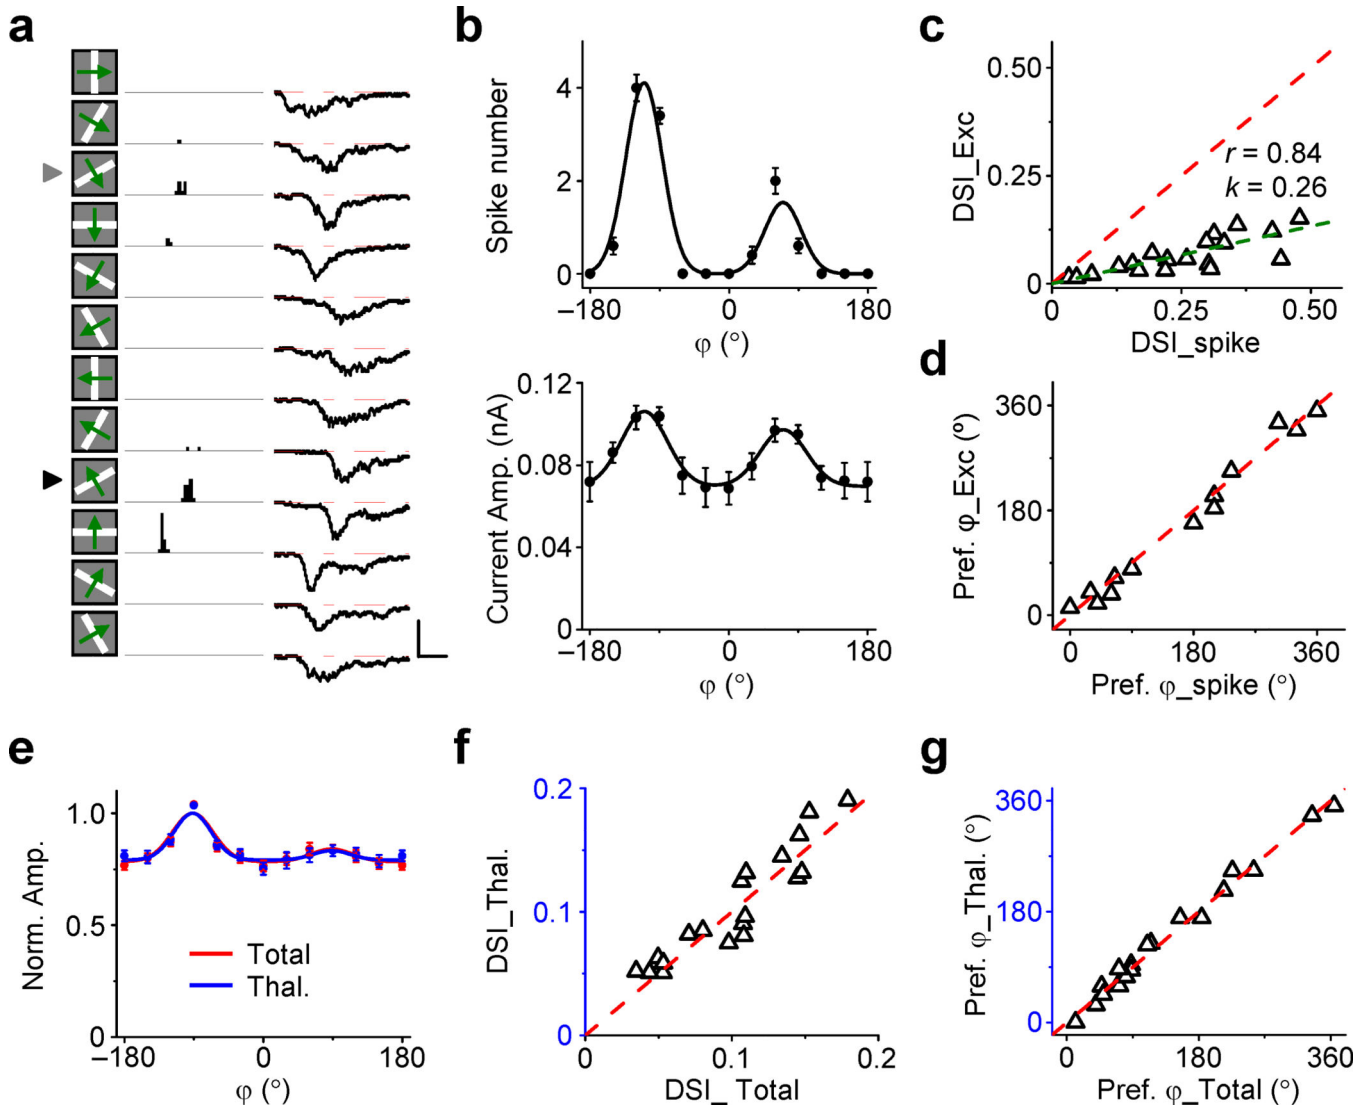 a
b
Spike number
4
2
0
−180
0
180
φ (°)
Current Amp. (nA)
0.12
0.08
0.04
0
−180
0
180
φ (°)
c
DSI_Exc
0.50
0.25
0
r = 0.84
k = 0.26
0
0.25
0.50
DSI_spike
d
Pref. φ_Exc (°)
360
180
0
0
180
360
Pref. φ_spike (°)
e
Norm. Amp.
1.0
0.5
0
Total
Thal.
−180
0
180
φ (°)
f
DSI_Thal.
0.2
0.1
0
0
0.1
0.2
DSI_ Total
g
Pref. φ_Thal. (°)
360
180
0
0
180
360
Pref. φ_Total (°)